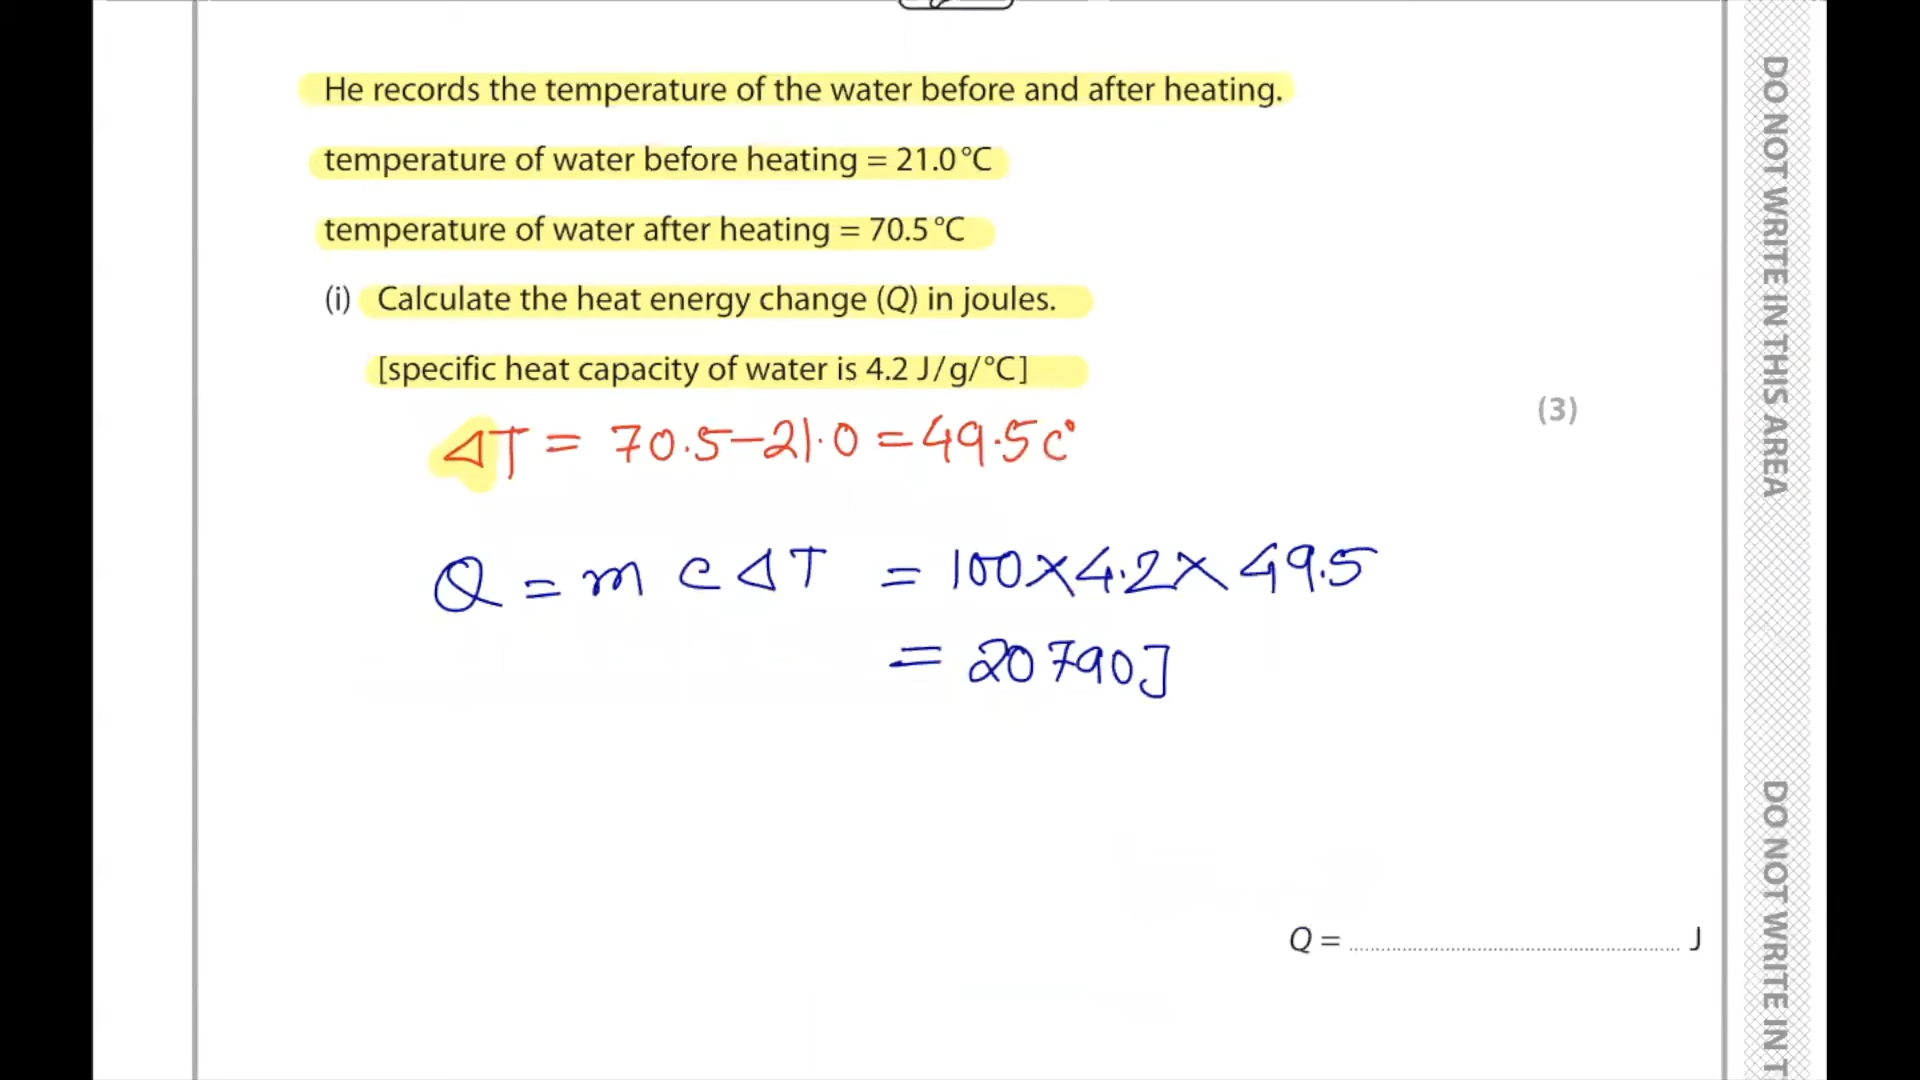 He records the temperature of the water before and after heating.
temperature of water before heating = 21.0 °C
temperature of water after heating = 70.5 °C
(i) Calculate the heat energy change (Q) in joules.
[specific heat capacity of water is 4.2 J/g/°C]
(3)
ΔT = 70.5-21.0 = 49.5 C°
Q = m c ΔT = 100×4.2×49.5
= 20790J
Q = ........................................................ J
DO NOT WRITE IN THIS AREA
DO NOT WRITE IN T